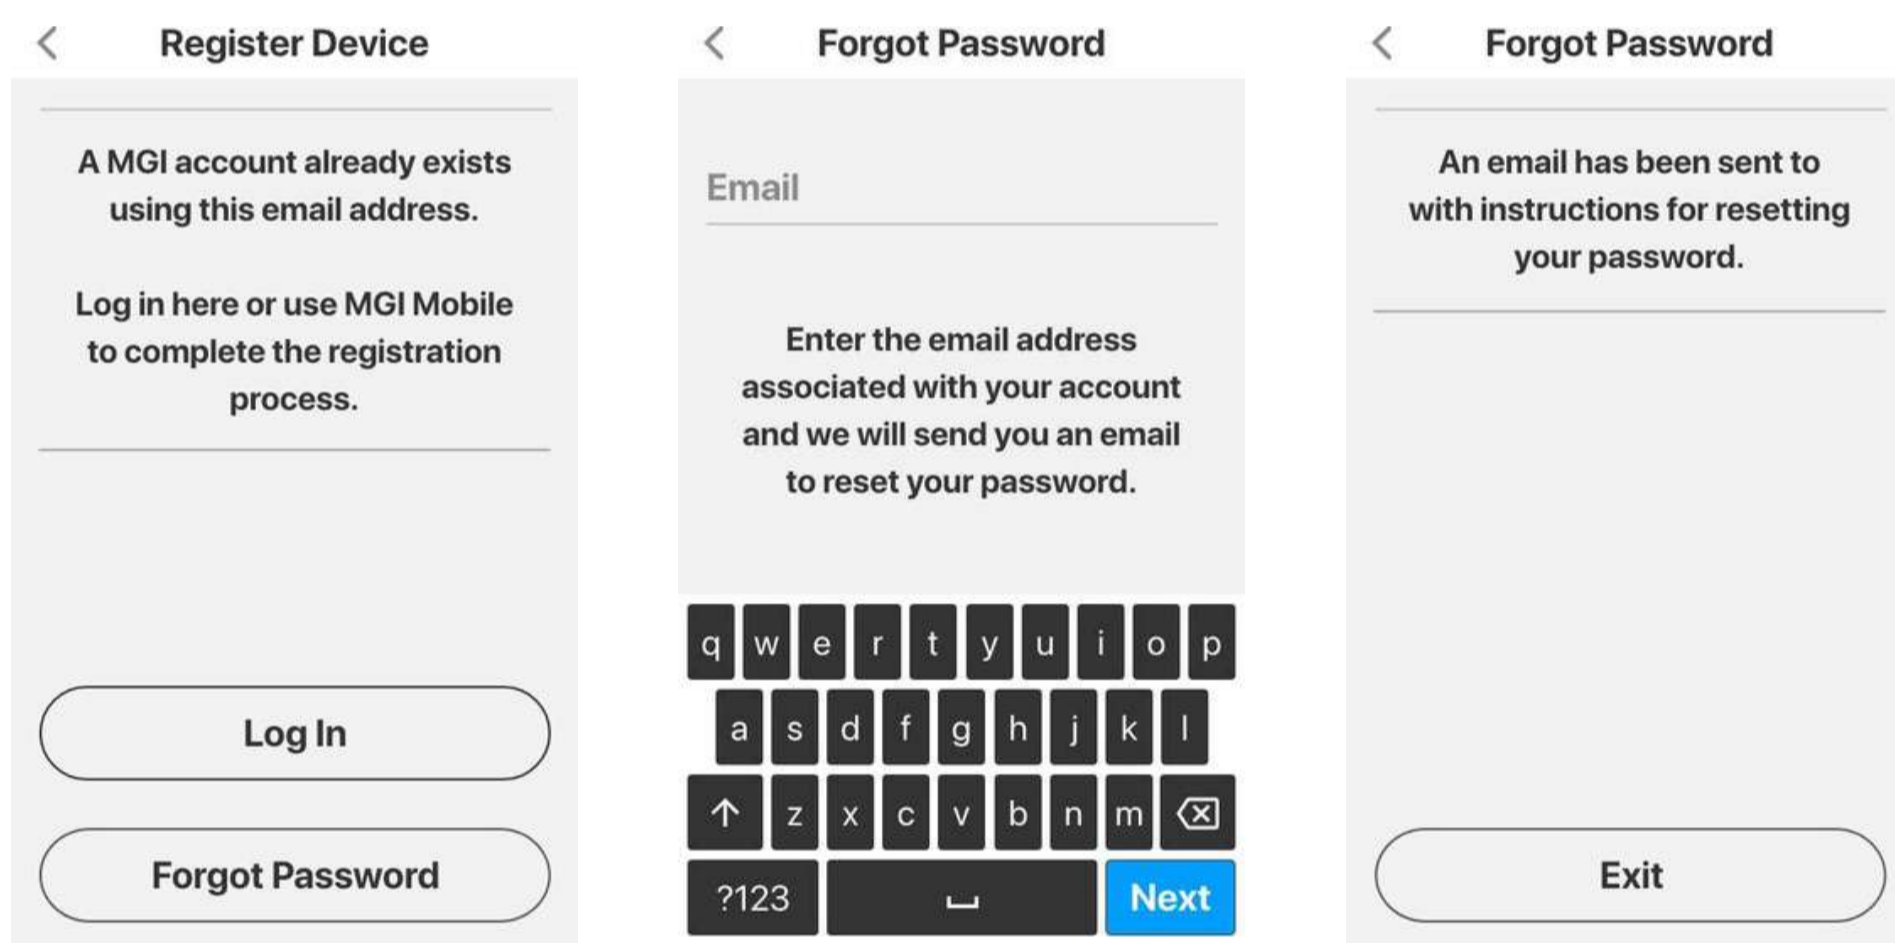 Register Device
A MGI account already exists
using this email address.
Log in here or use MGI Mobile
to complete the registration
process.
Log In
Forgot Password
Forgot Password
Email
Enter the email address
associated with your account
and we will send you an email
to reset your password.
q w e r t y u i o p
a s d f g h j k l
z x c v b n m
?123 Next
Forgot Password
An email has been sent to
with instructions for resetting
your password.
Exit